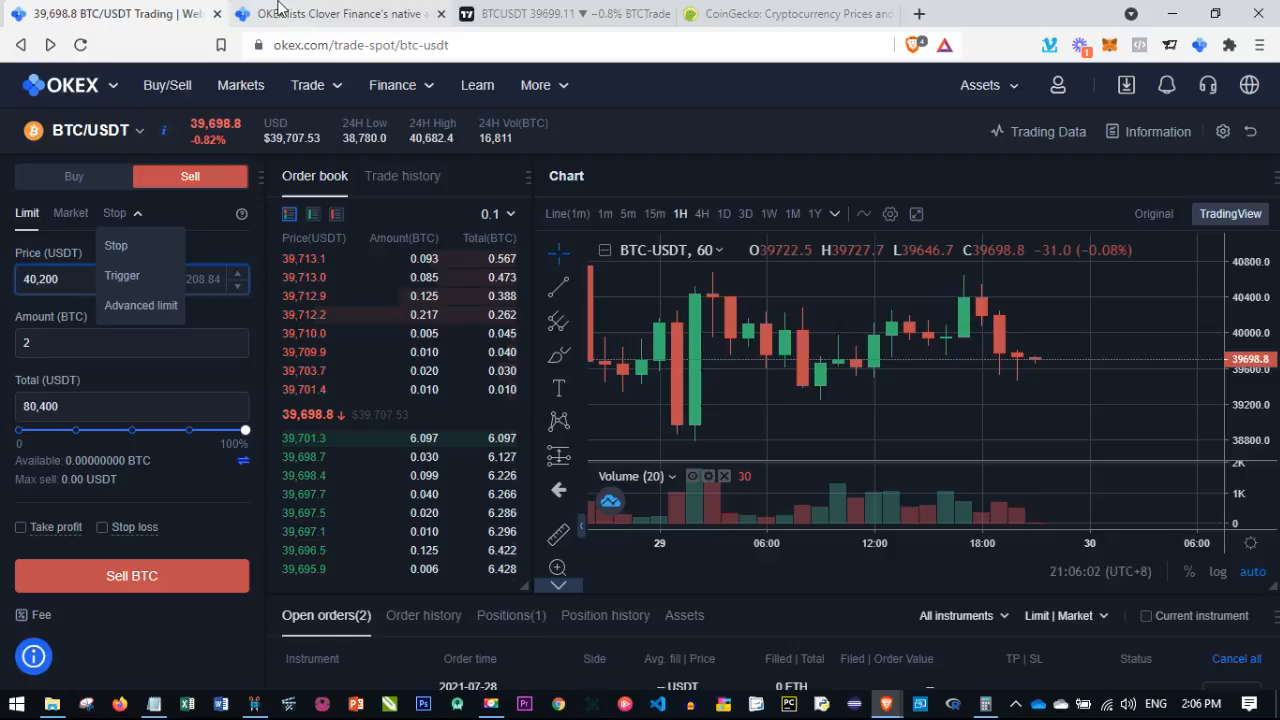 39,698.8 BTC/USDT Trading | Web
OKEx lists Clover Finance's native
BTCUSDT 39699.11 ▼ −0.8% BTCTrade
CoinGecko: Cryptocurrency Prices and
okex.com/trade-spot/btc-usdt
4
1
OKEX
Buy/Sell
Markets
Trade
Finance
Learn
More
Assets
BTC/USDT
39,698.8
-0.82%
USD
$39,707.53
24H Low
38,780.0
24H High
40,682.4
24H Vol(BTC)
16,811
Trading Data
Information
Buy
Sell
Limit
Market
Stop
Stop
Trigger
Advanced limit
Price (USDT)
40,200
208.84
Amount (BTC)
2
Total (USDT)
80,400
0
100%
Available: 0.00000000 BTC
Max sell: 0.00 USDT
Take profit
Stop loss
Sell BTC
Fee
Order book
Trade history
0.1
Price(USDT) Amount(BTC) Total(BTC)
39,713.1 0.093 0.567
39,713.0 0.085 0.473
39,712.9 0.125 0.388
39,712.2 0.217 0.262
39,710.0 0.005 0.045
39,709.9 0.010 0.040
39,703.7 0.020 0.030
39,701.4 0.010 0.010
39,698.8↓ $39,707.53
39,701.3 6.097 6.097
39,698.7 0.030 6.127
39,698.4 0.099 6.226
39,697.7 0.040 6.266
39,697.5 0.020 6.286
39,697.1 0.010 6.296
39,696.5 0.125 6.422
39,695.9 0.006 6.428
Chart
Line(1m) 1m 5m 15m 1H 4H 1D 3D 1W 1M 1Y
Original
TradingView
BTC-USDT, 60 O39722.5 H39727.7 L39646.7 C39698.8 -31.0 (-0.08%)
40800.0
40400.0
40000.0
39698.8
39600.0
39200.0
38800.0
Volume (20) 30
2K
1K
0
29 06:00 12:00 18:00 30 06:00
21:06:02 (UTC+8) % log auto
Open orders(2) Order history Positions(1) Position history Assets
All instruments
Limit | Market
Current instrument
Instrument Order time Side Avg. fill | Price Filled | Total Filed | Order Value TP | SL Status Cancel all
2021-07-28 -- USDT 0 ETH -- USDT
ENG 2:06 PM